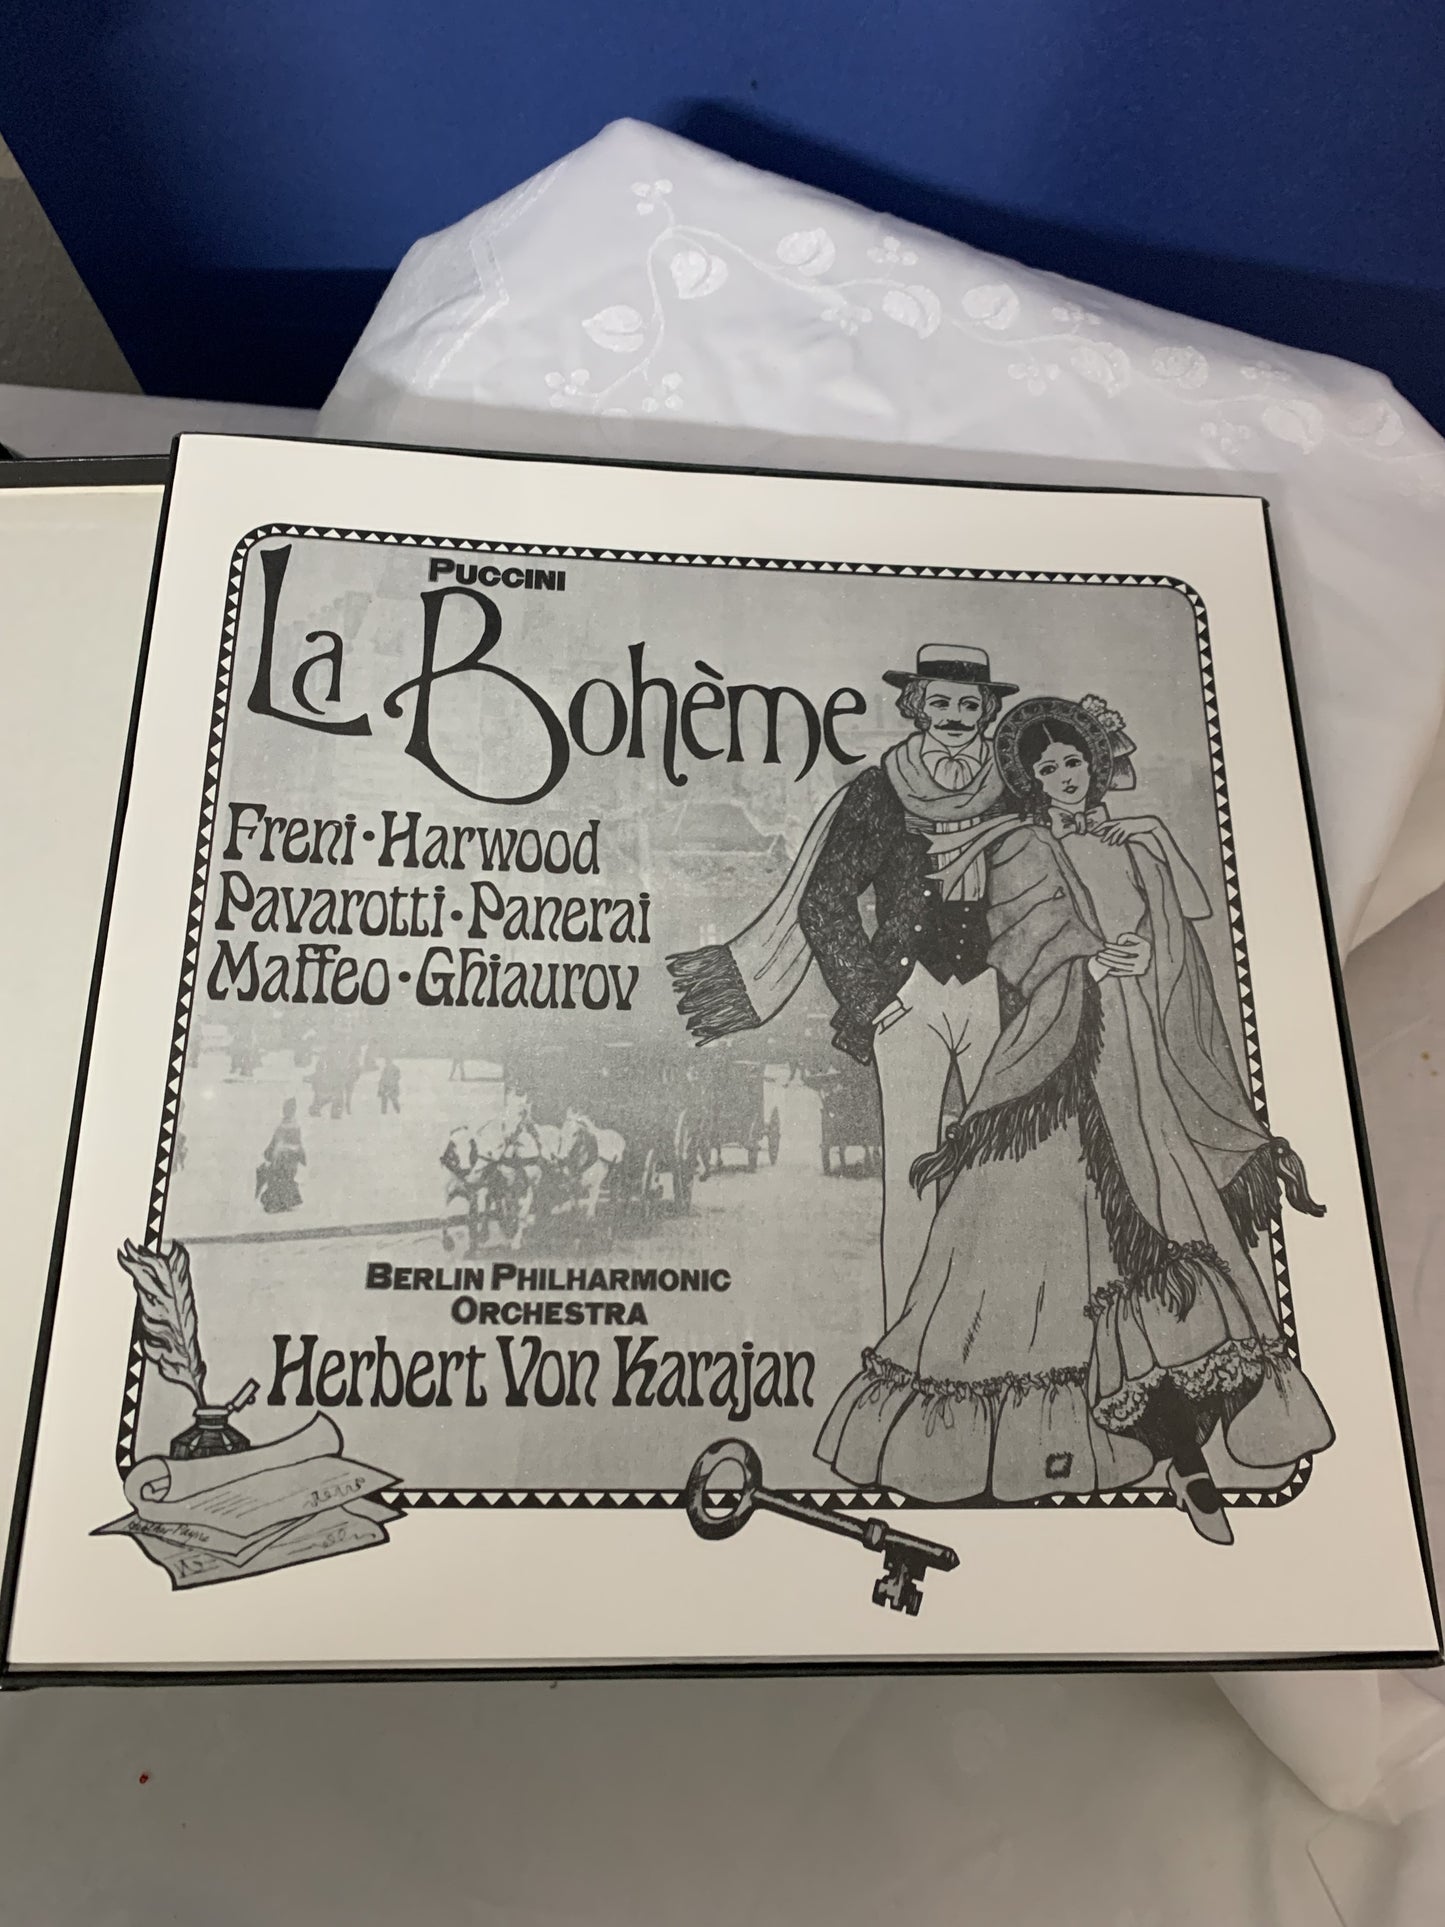 Puccini
La Bohème
Freni · Harwood
Pavarotti · Panerai
Maffeo · Ghiaurov
Berlin Philharmonic
Orchestra
Herbert Von Karajan